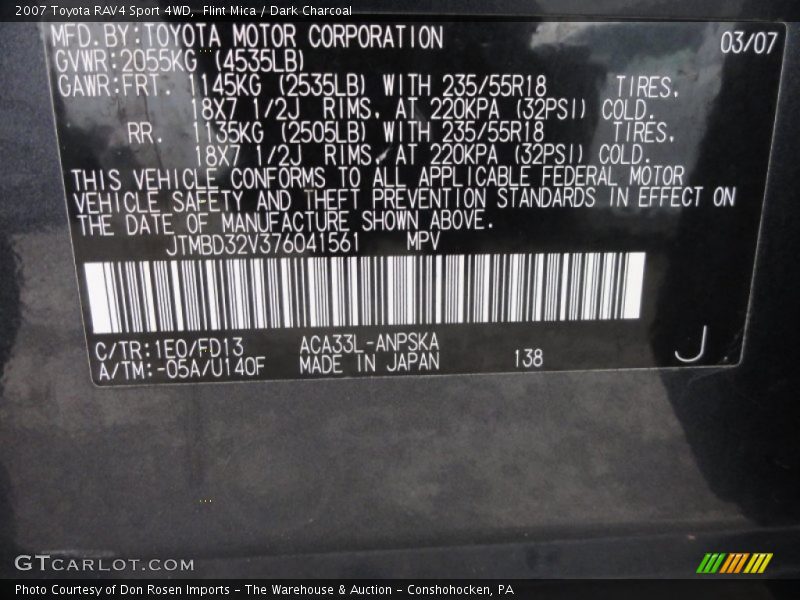 2007 Toyota RAV4 Sport 4WD, Flint Mica / Dark Charcoal
MFD.BY:TOYOTA MOTOR CORPORATION 03/07
GVWR:2055KG (4535LB)
GAWR:FRT. 1145KG (2535LB) WITH 235/55R18 TIRES,
18X7 1/2J RIMS, AT 220KPA (32PSI) COLD.
RR. 1135KG (2505LB) WITH 235/55R18 TIRES,
18X7 1/2J RIMS, AT 220KPA (32PSI) COLD.
THIS VEHICLE CONFORMS TO ALL APPLICABLE FEDERAL MOTOR
VEHICLE SAFETY AND THEFT PREVENTION STANDARDS IN EFFECT ON
THE DATE OF MANUFACTURE SHOWN ABOVE.
JTMBD32V376041561 MPV
C/TR:1E0/FD13 ACA33L-ANPSKA
A/TM:-05A/U140F MADE IN JAPAN 138 J
GTCARLOT.COM
Photo Courtesy of Don Rosen Imports - The Warehouse & Auction - Conshohocken, PA